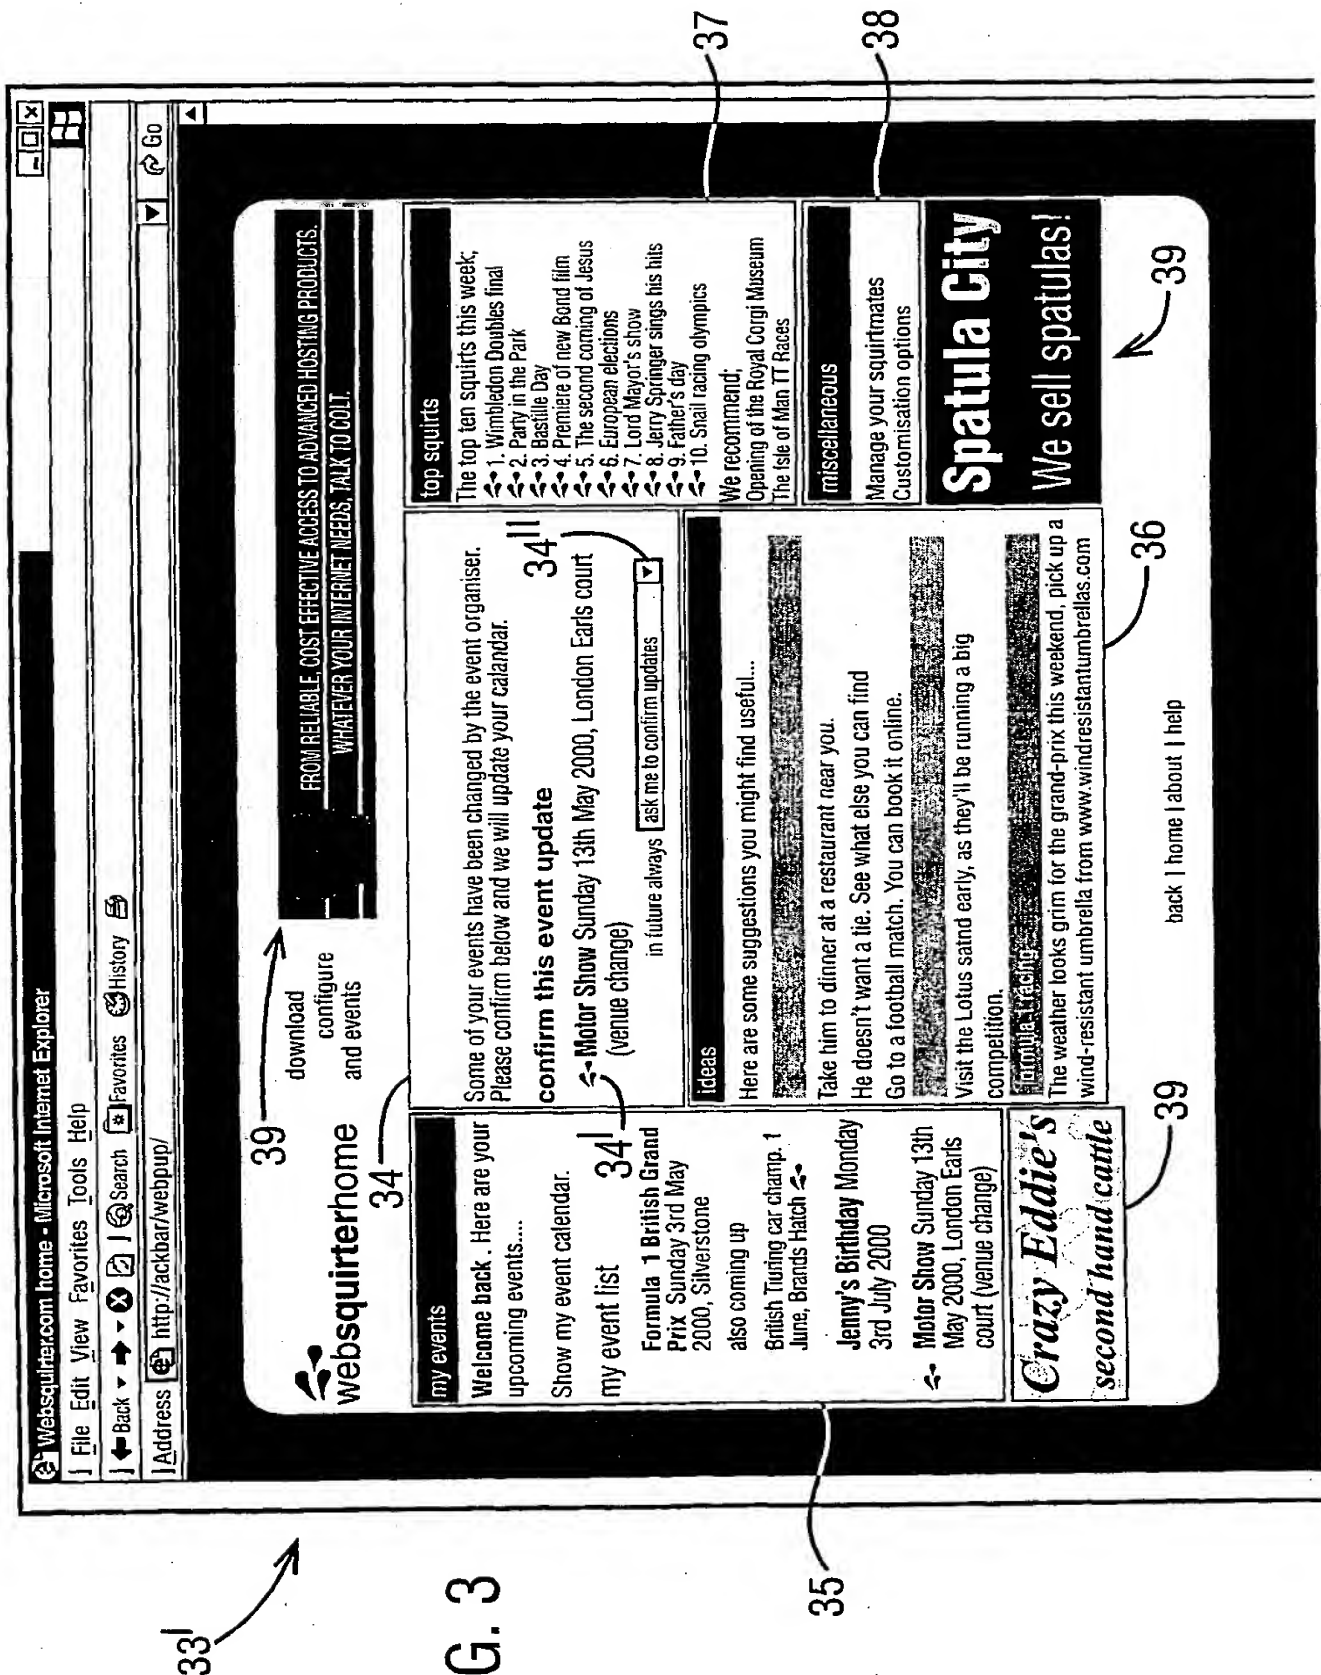 Websquirter.com home - Microsoft Internet Explorer
File Edit View Favorites Tools Help
Back Search Favorites History
Address http://ackbar/webpup/ Go
websquirterhome
download
configure
and events
FROM RELIABLE, COST EFFECTIVE ACCESS TO ADVANCED HOSTING PRODUCTS.
WHATEVER YOUR INTERNET NEEDS, TALK TO COLT.
39
34
my events
Welcome back . Here are your
upcoming events...
Show my event calendar.
my event list
Formula 1 British Grand
Prix Sunday 3rd May
2000, Silverstone
also coming up
British Turing car champ. 1
June, Brands Hatch
Jenny's Birthday Monday
3rd July 2000
Motor Show Sunday 13th
May 2000, London Earls
court (venue change)
Crazy Eddie's
second hand cattle
Some of your events have been changed by the event organiser.
Please confirm below and we will update your calandar.
confirm this event update
Motor Show Sunday 13th May 2000, London Earls court
(venue change)
in future always ask me to confirm updates
34I
34II
ideas
Here are some suggestions you might find useful...
Take him to dinner at a restaurant near you.
He doesn't want a tie. See what else you can find
Go to a football match. You can book it online.
Visit the Lotus satnd early, as they'll be running a big
competition.
The weather looks grim for the grand-prix this weekend, pick up a
wind-resistant umbrella from www.windresistantumbrellas.com
top squirts
The top ten squirts this week;
1. Wimbledon Doubles final
2. Party in the Park
3. Bastille Day
4. Premiere of new Bond film
5. The second coming of Jesus
6. European elections
7. Lord Mayor's show
8. Jerry Springer sings his hits
9. Father's day
10. Snail racing olympics
We recommend;
Opening of the Royal Corgi Museum
The Isle of Man TT Races
37
miscellaneous
Manage your squirtmates
Customisation options
38
Spatula City
We sell spatulas!
39
36
39
back | home | about | help
35
33I
G. 3